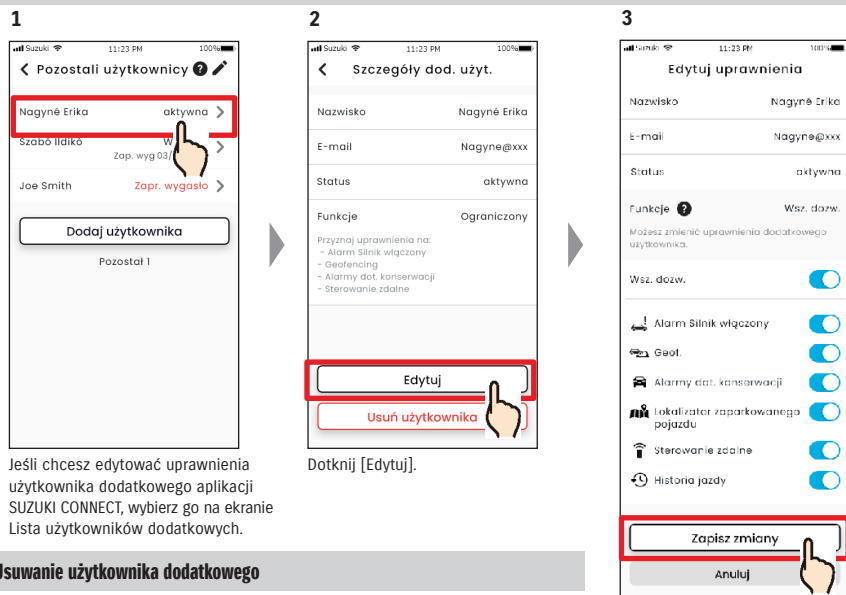 1
Suzuki 11:23 PM 100%
Pozostali użytkownicy ?
Nagyné Erika aktywna
Szabó Ildikó W
Zap. wyg 03/
Joe Smith Zapr. wygasło
Dodaj użytkownika
Pozostał 1
Jeśli chcesz edytować uprawnienia
użytkownika dodatkowego aplikacji
SUZUKI CONNECT, wybierz go na ekranie
Lista użytkowników dodatkowych.
2
Suzuki 11:23 PM 100%
Szczegóły dod. użyt.
Nazwisko Nagyné Erika
E-mail Nagyne@xxx
Status aktywna
Funkcje Ograniczony
Przyznaj uprawnienia na:
- Alarm Silnik włączony
- Geofencing
- Alarmy dot. konserwacji
- Sterowanie zdalne
Edytuj
Usuń użytkownika
Dotknij [Edytuj].
3
Suzuki 11:23 PM 100%
Edytuj uprawnienia
Nazwisko Nagyné Erika
E-mail Nagyne@xxx
Status aktywna
Funkcje ? Wsz. dozw.
Możesz zmienić uprawnienia dodatkowego
użytkownika.
Wsz. dozw.
Alarm Silnik włączony
Geof.
Alarmy dot. konserwacji
Lokalizator zaparkowanego
pojazdu
Sterowanie zdalne
Historia jazdy
Zapisz zmiany
Anuluj
Usuwanie użytkownika dodatkowego